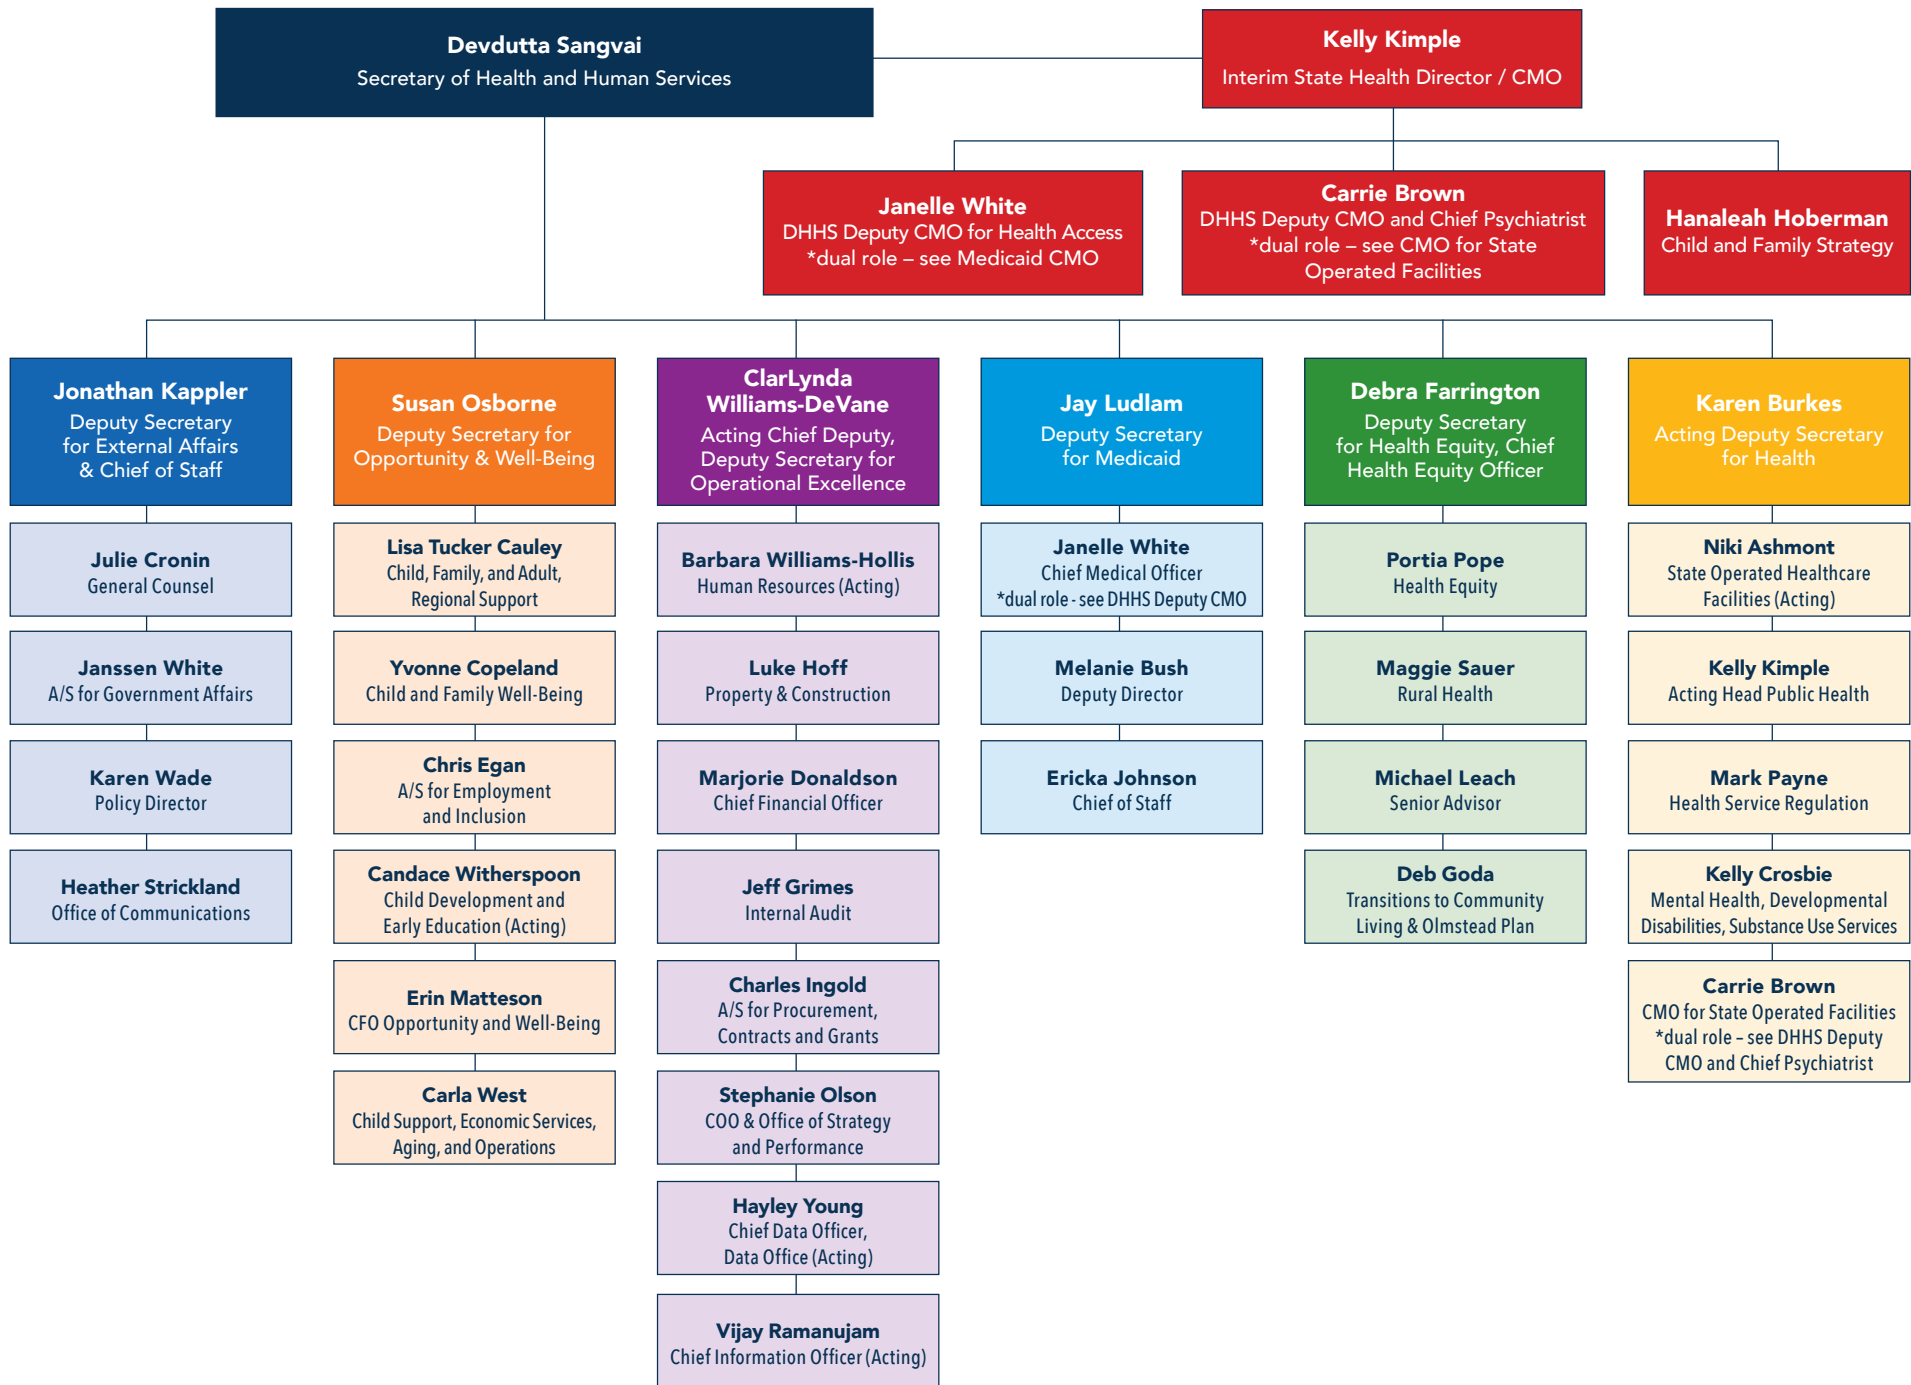 Devdutta Sangvai
Secretary of Health and Human Services
Kelly Kimple
Interim State Health Director / CMO
Janelle White
DHHS Deputy CMO for Health Access
*dual role – see Medicaid CMO
Carrie Brown
DHHS Deputy CMO and Chief Psychiatrist
*dual role – see CMO for State
Operated Facilities
Hanaleah Hoberman
Child and Family Strategy
Jonathan Kappler
Deputy Secretary
for External Affairs
& Chief of Staff
Julie Cronin
General Counsel
Janssen White
A/S for Government Affairs
Karen Wade
Policy Director
Heather Strickland
Office of Communications
Susan Osborne
Deputy Secretary for
Opportunity & Well-Being
Lisa Tucker Cauley
Child, Family, and Adult,
Regional Support
Yvonne Copeland
Child and Family Well-Being
Chris Egan
A/S for Employment
and Inclusion
Candace Witherspoon
Child Development and
Early Education (Acting)
Erin Matteson
CFO Opportunity and Well-Being
Carla West
Child Support, Economic Services,
Aging, and Operations
ClarLynda
Williams-DeVane
Acting Chief Deputy,
Deputy Secretary for
Operational Excellence
Barbara Williams-Hollis
Human Resources (Acting)
Luke Hoff
Property & Construction
Marjorie Donaldson
Chief Financial Officer
Jeff Grimes
Internal Audit
Charles Ingold
A/S for Procurement,
Contracts and Grants
Stephanie Olson
COO & Office of Strategy
and Performance
Hayley Young
Chief Data Officer,
Data Office (Acting)
Vijay Ramanujam
Chief Information Officer (Acting)
Jay Ludlam
Deputy Secretary
for Medicaid
Janelle White
Chief Medical Officer
*dual role - see DHHS Deputy CMO
Melanie Bush
Deputy Director
Ericka Johnson
Chief of Staff
Debra Farrington
Deputy Secretary
for Health Equity, Chief
Health Equity Officer
Portia Pope
Health Equity
Maggie Sauer
Rural Health
Michael Leach
Senior Advisor
Deb Goda
Transitions to Community
Living & Olmstead Plan
Karen Burkes
Acting Deputy Secretary
for Health
Niki Ashmont
State Operated Healthcare
Facilities (Acting)
Kelly Kimple
Acting Head Public Health
Mark Payne
Health Service Regulation
Kelly Crosbie
Mental Health, Developmental
Disabilities, Substance Use Services
Carrie Brown
CMO for State Operated Facilities
*dual role – see DHHS Deputy
CMO and Chief Psychiatrist